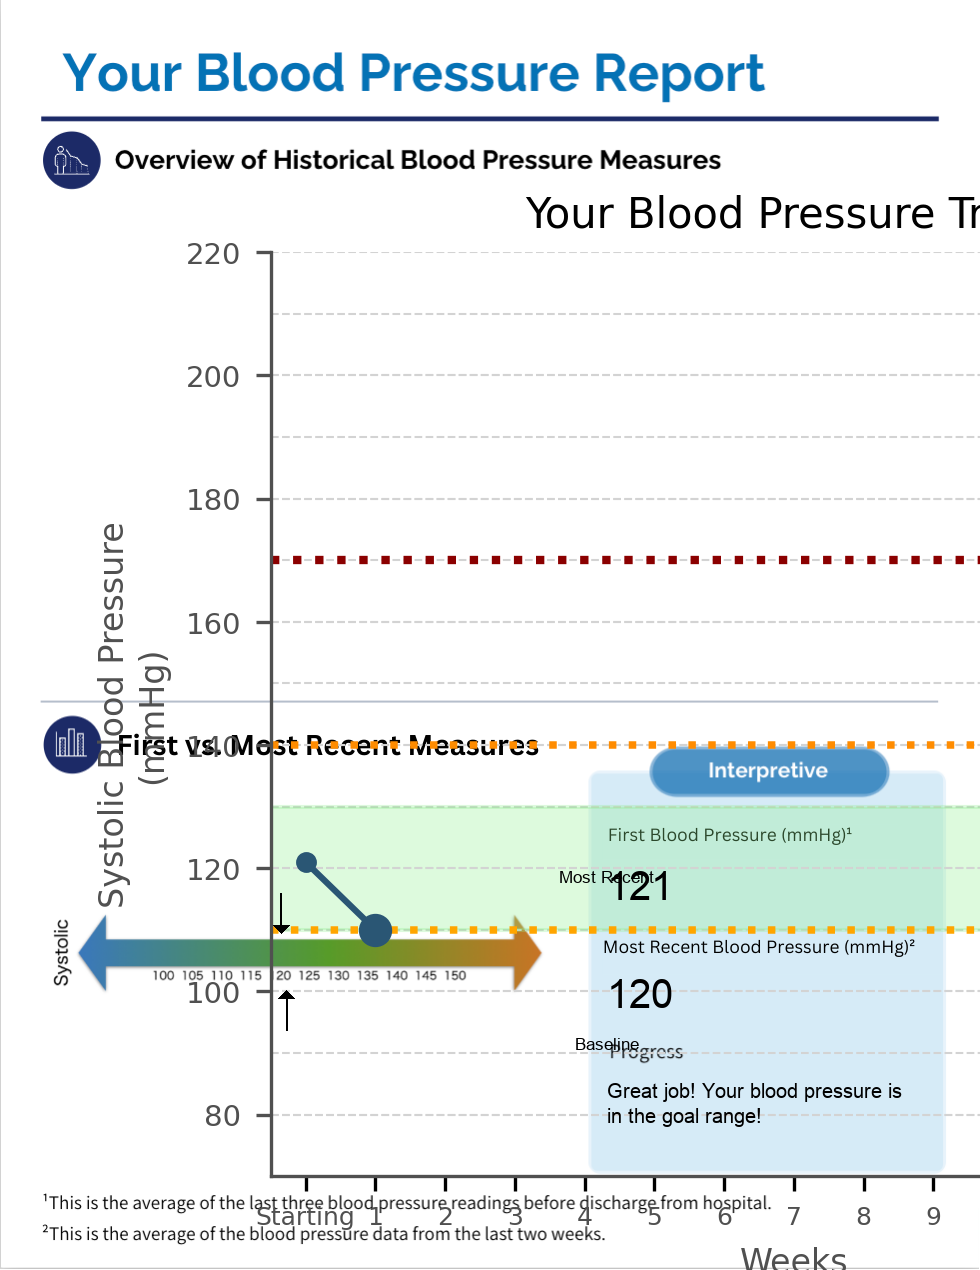 Your Blood Pressure Report
Overview of Historical Blood Pressure Measures
Your Blood Pressure Tr
220
200
180
160
140
120
100
80
Systolic Blood Pressure
(mmHg)
First vs. Most Recent Measures
Interpretive
First Blood Pressure (mmHg)¹
Most Recent
121
Most Recent Blood Pressure (mmHg)²
120
Baseline
Progress
Great job! Your blood pressure is
in the goal range!
Systolic
100 105 110 115 120 125 130 135 140 145 150
¹This is the average of the last three blood pressure readings before discharge from hospital.
Starting 1 2 3 4 5 6 7 8 9
²This is the average of the blood pressure data from the last two weeks.
Weeks